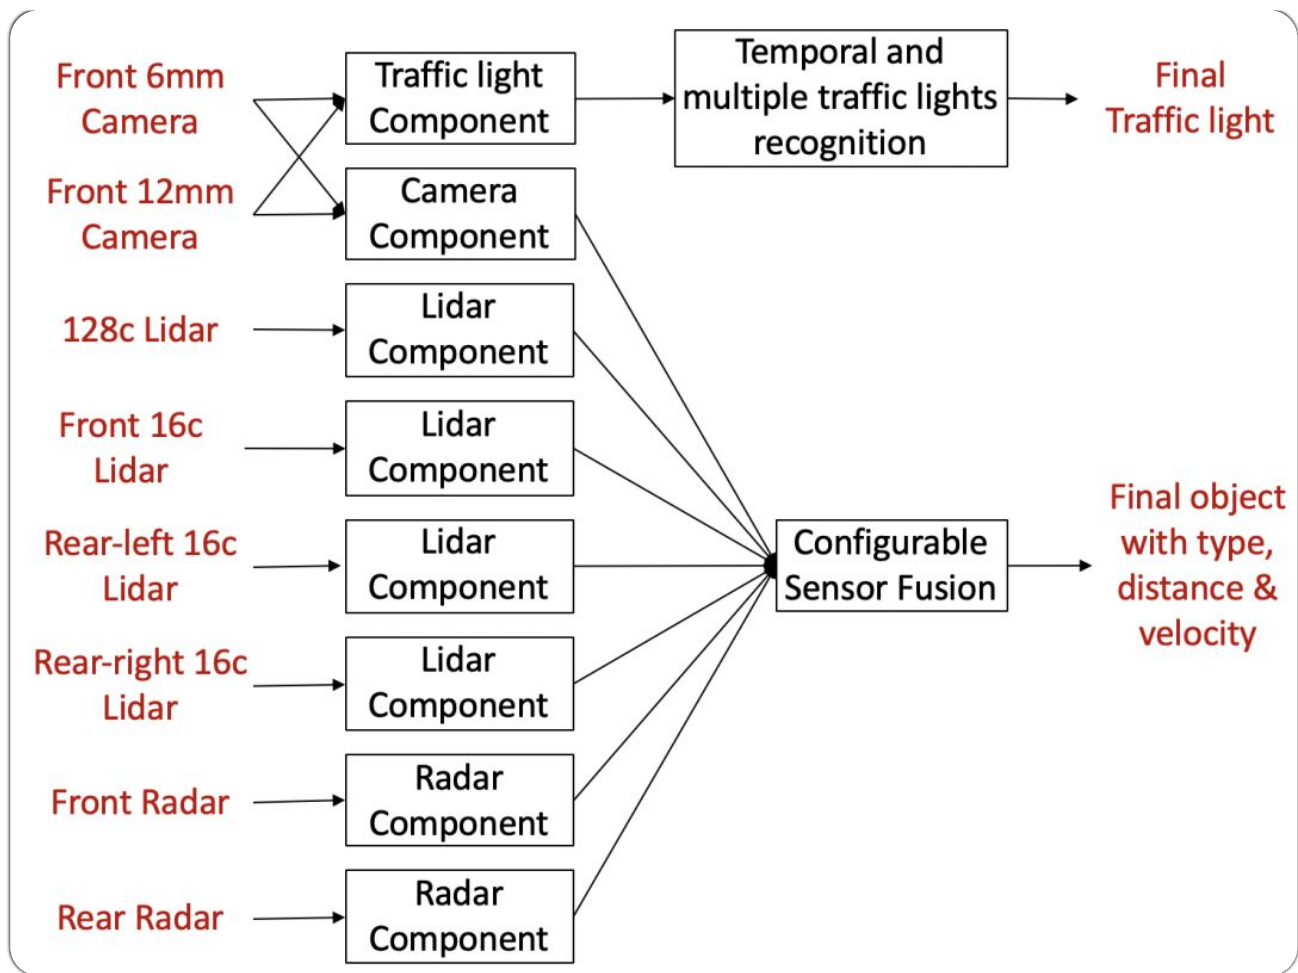 Front 6mm
Camera
Traffic light
Component
Temporal and
multiple traffic lights
recognition
Final
Traffic light
Front 12mm
Camera
Camera
Component
128c Lidar
Lidar
Component
Front 16c
Lidar
Lidar
Component
Rear-left 16c
Lidar
Lidar
Component
Configurable
Sensor Fusion
Final object
with type,
distance &
velocity
Rear-right 16c
Lidar
Lidar
Component
Front Radar
Radar
Component
Rear Radar
Radar
Component